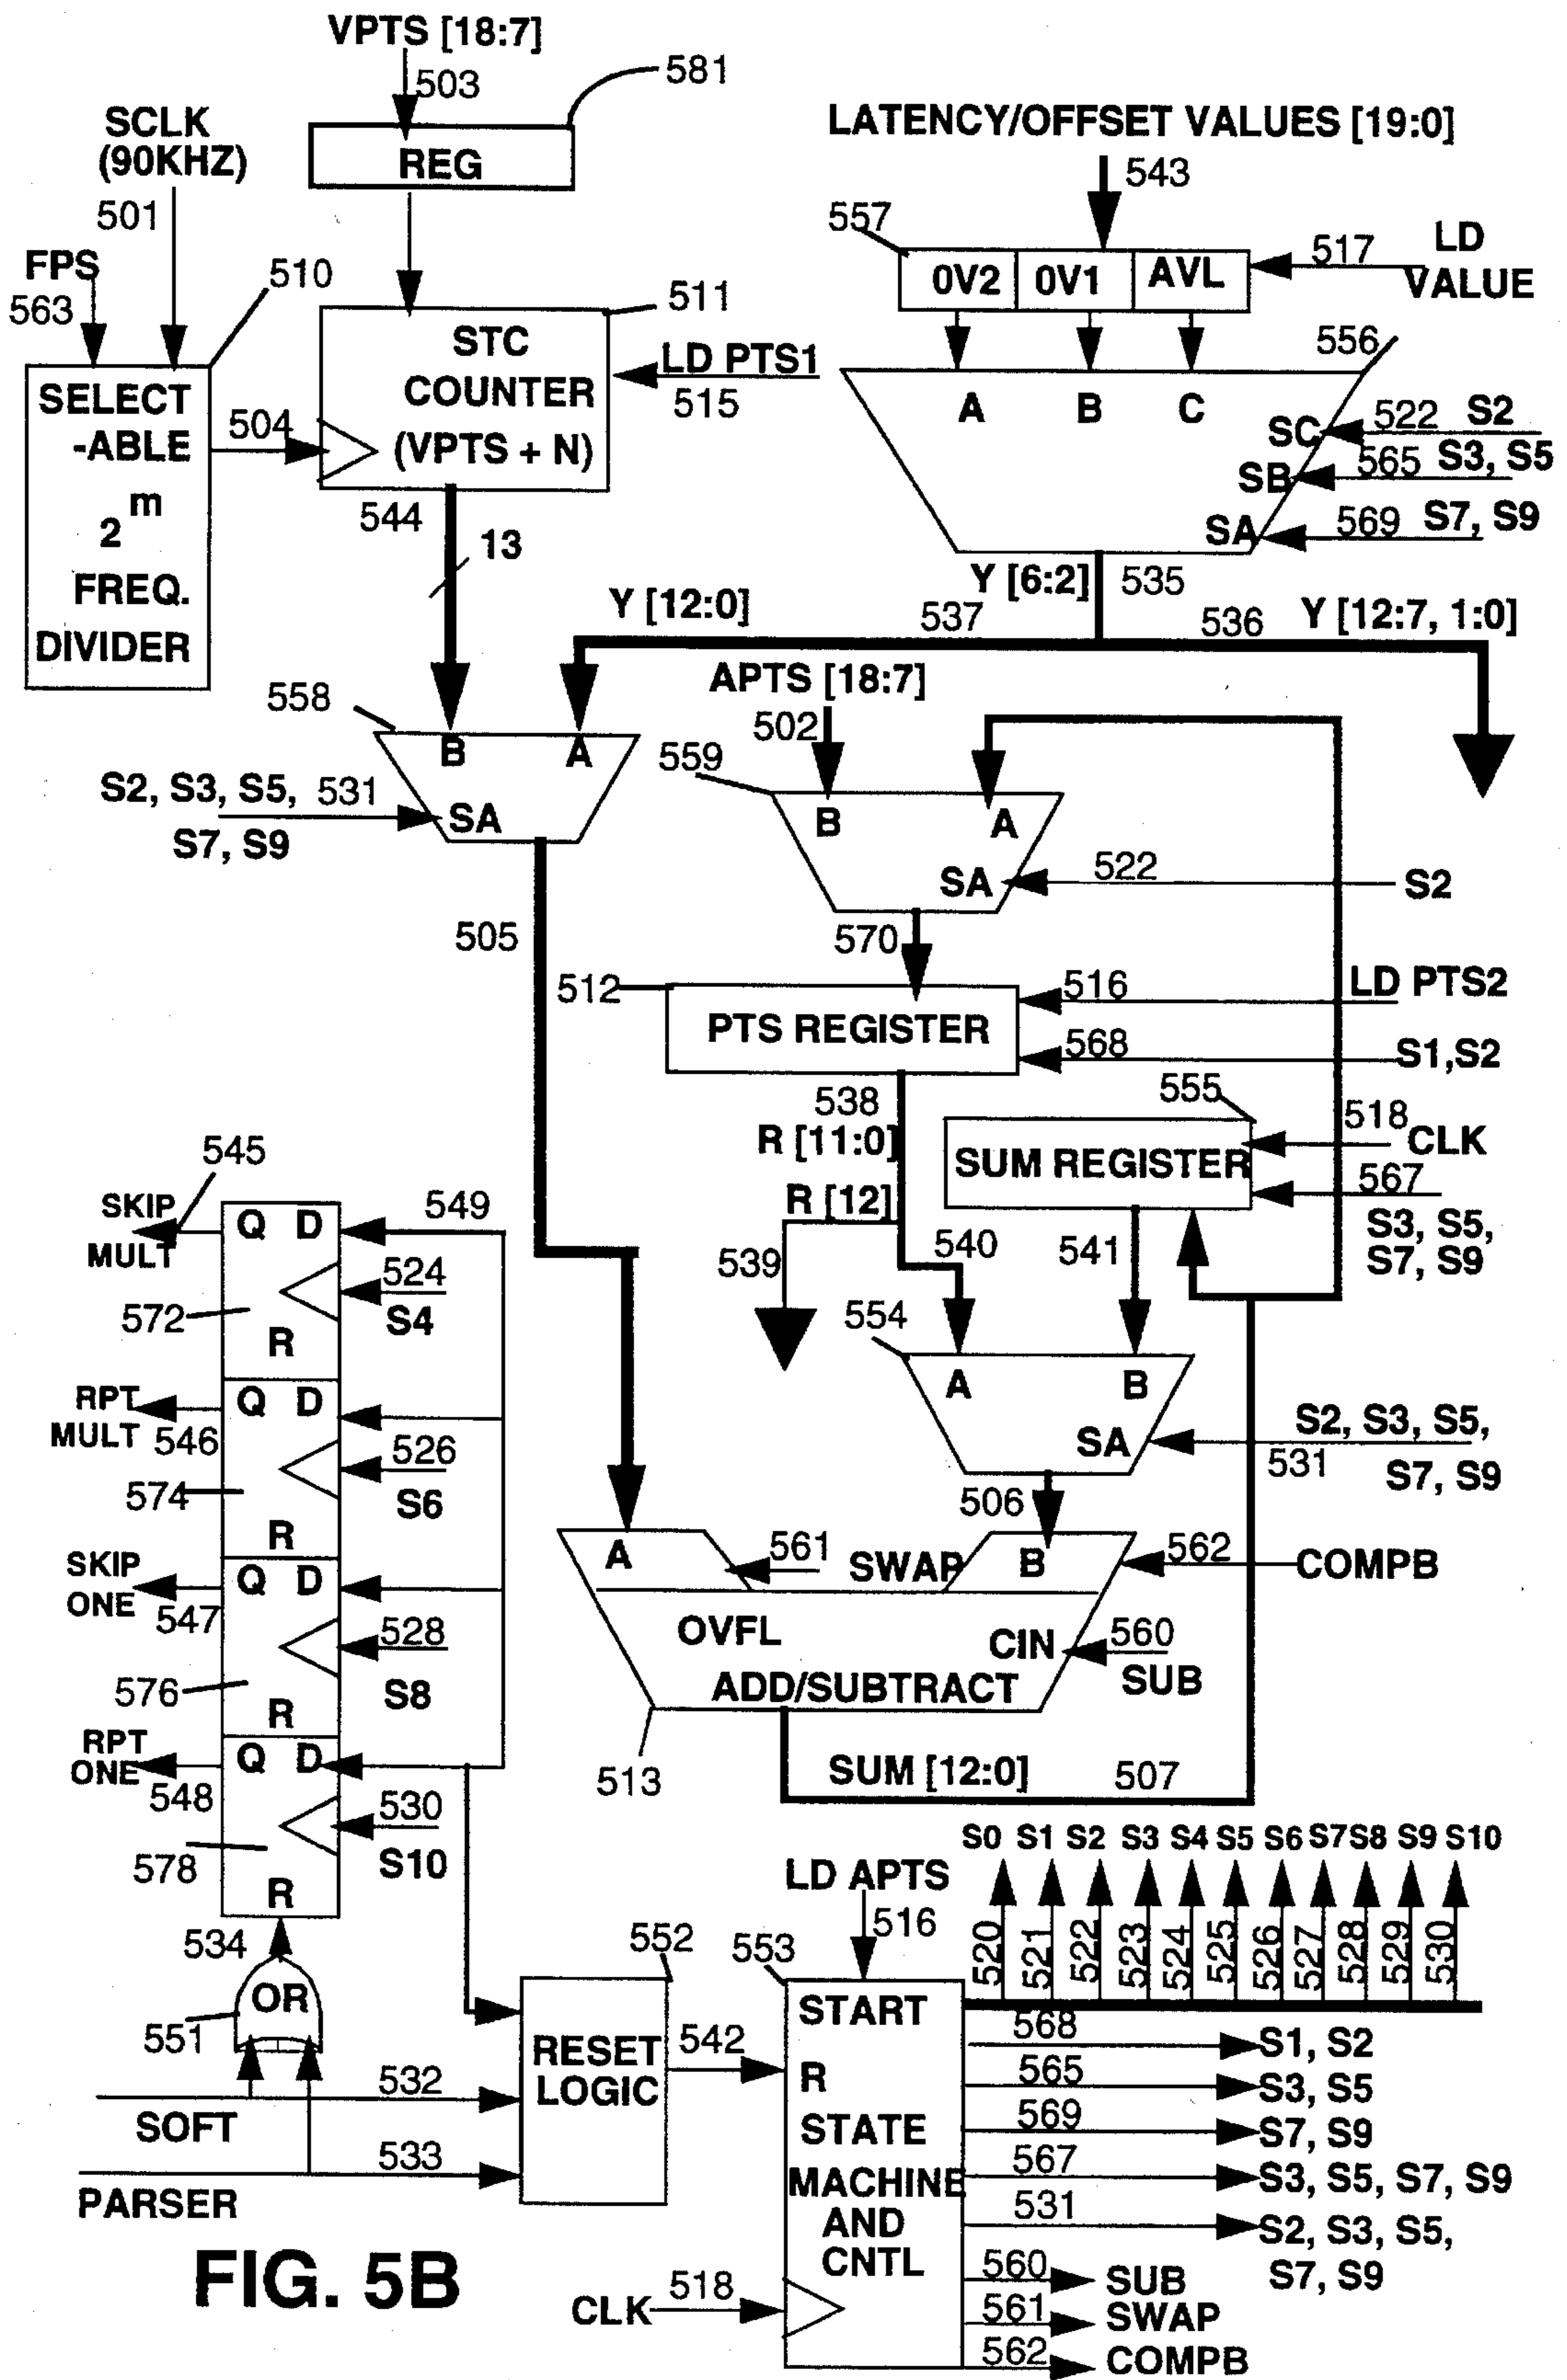 VPTS [18:7]
503
581
REG
SCLK
(90KHZ)
501
FPS
563
510
SELECT
-ABLE
2 m
FREQ.
DIVIDER
504
511
STC
COUNTER
(VPTS + N)
LD PTS1
515
544
13
LATENCY/OFFSET VALUES [19:0]
543
557
0V2 0V1 AVL
517
LD
VALUE
556
A B C
SC 522 S2
SB 565 S3, S5
SA 569 S7, S9
Y [6:2] 535
Y [12:0] 537 536 Y [12:7, 1:0]
APTS [18:7]
502
558
B A
S2, S3, S5, 531
SA
S7, S9
559
B A
SA 522 S2
505
570
512
PTS REGISTER
516 LD PTS2
568 S1,S2
538
R [11:0]
R [12]
539
540
555
SUM REGISTER
518 CLK
567
S3, S5,
S7, S9
541
554
A B
SA
S2, S3, S5,
531
S7, S9
506
A 561 SWAP B 562 COMPB
OVFL CIN 560
SUB
ADD/SUBTRACT
513
SUM [12:0] 507
545
SKIP
MULT
Q D 549
524
S4
572
R
RPT
MULT 546
Q D
526
S6
574
R
SKIP
ONE
547
Q D
528
S8
576
R
RPT
ONE
548
Q D
530
S10
578
R
534
OR
551
532
SOFT
533
PARSER
552
RESET
LOGIC
542
553
LD APTS
516
START
R
STATE
MACHINE
AND
CNTL
CLK 518
S0 S1 S2 S3 S4 S5 S6 S7 S8 S9 S10
520 521 522 523 524 525 526 527 528 529 530
568 S1, S2
565 S3, S5
569 S7, S9
567 S3, S5, S7, S9
531 S2, S3, S5,
S7, S9
560 SUB
561 SWAP
562 COMPB
FIG. 5B